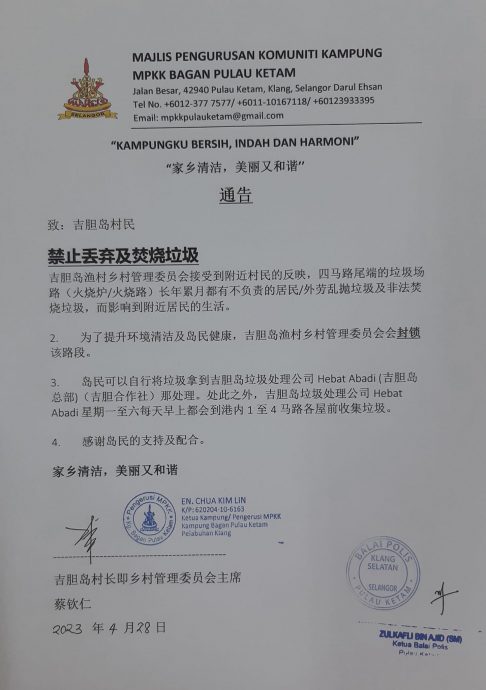 MAJLIS PENGURUSAN KOMUNITI KAMPUNG
MPKK BAGAN PULAU KETAM
Jalan Besar, 42940 Pulau Ketam, Klang, Selangor Darul Ehsan
Tel No. +6012-377 7577/ +6011-10167118/ +60123933395
Email: mpkkpulauketam@gmail.com
SELANGOR
“KAMPUNGKU BERSIH, INDAH DAN HARMONI”
“家乡清洁，美丽又和谐”
通告
致：吉胆岛村民
禁止丢弃及焚烧垃圾
吉胆岛渔村乡村管理委员会接受到附近村民的反映，四马路尾端的垃圾场
路（火烧炉/火烧路）长年累月都有不负责的居民/外劳乱抛垃圾及非法焚
烧垃圾，而影响到附近居民的生活。
2. 为了提升环境清洁及岛民健康，吉胆岛渔村乡村管理委员会会封锁
该路段。
3. 岛民可以自行将垃圾拿到吉胆岛垃圾处理公司 Hebat Abadi (吉胆岛
总部)（吉胆合作社）那处理。处此之外，吉胆岛垃圾处理公司 Hebat
Abadi 星期一至六每天早上都会到港内 1 至 4 马路各屋前收集垃圾。
4. 感谢岛民的支持及配合。
家乡清洁，美丽又和谐
Pengerusi MPKK
Bagan Pulau Ketam
EN. CHUA KIM LIN
K/P: 620204-10-6163
Ketua Kampung/ Pengerusi MPKK
Kampung Bagan Pulau Ketam
Pelabuhan Klang
吉胆岛村长即乡村管理委员会主席
蔡钦仁
2023 年 4 月 28 日
BALAI POLIS
KLANG
SELATAN
SELANGOR
PULAU KETAM
ZULKAFLI BIN AJID (SM)
Ketua Balai Polis